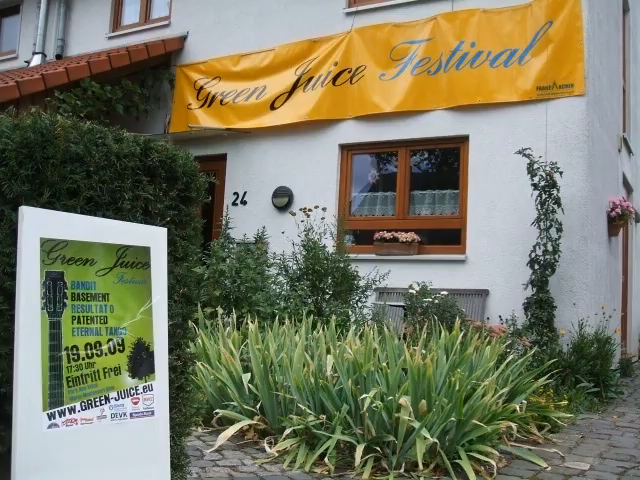 Green Juice Festival
24
Green Juice
Festival
BANDIT
BASEMENT
RESULTAT O
PATENTED
ETERNAL TANGO
19.09.09
17:30 Uhr
Eintritt Frei
WWW.GREEN-JUICE.EU
DEVK